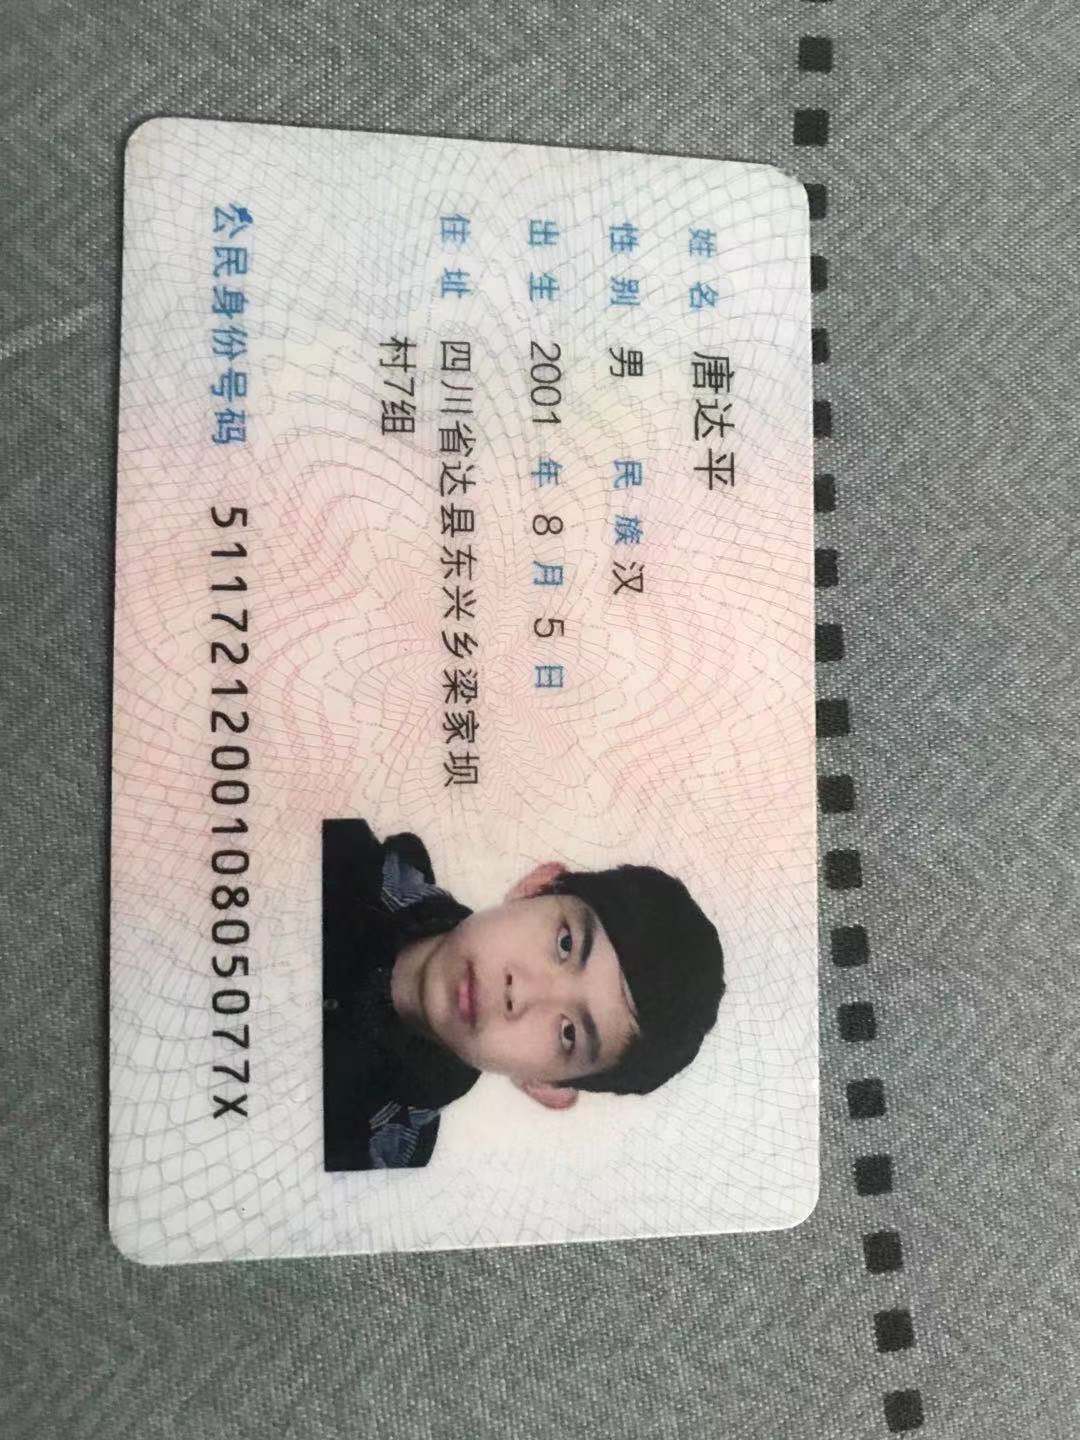 姓名 唐达平
性别 男 民族 汉
出生 2001 年 8 月 5 日
住址 四川省达县东兴乡梁家坝
村7组
公民身份号码 51172120010805077X